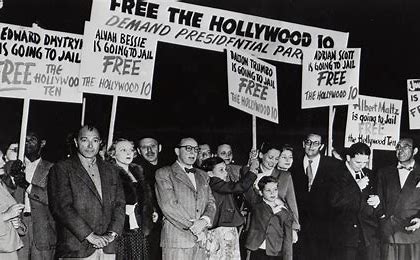 FREE THE HOLLYWOOD 10
DEMAND PRESIDENTIAL PAR
EDWARD DMYTRYK
IS GOING TO JAIL
FREE
THE HOLLYWOOD
TEN
ALVAH BESSIE
IS GOING TO JAIL
FREE
THE HOLLYWOOD 10
DALTON TRUMBO
IS GOING TO JAIL
FREE
THE
HOLLYWOOD 10
ADRIAN SCOTT
IS GOING TO JAIL
FREE
THE
HOLLYWOOD 10
Albert Maltz
is going to Jail
FREE
the Hollywood Ten